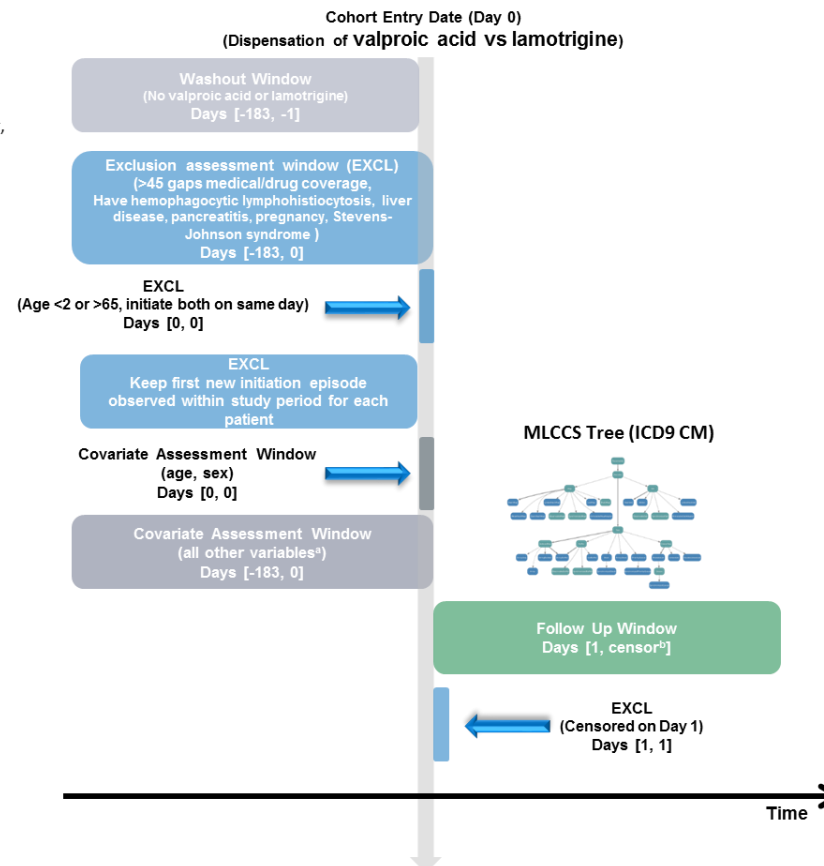 Cohort Entry Date (Day 0)
(Dispensation of valproic acid vs lamotrigine)
Washout Window
(No valproic acid or lamotrigine)
Days [-183, -1]
,
Exclusion assessment window (EXCL)
(>45 gaps medical/drug coverage,
Have hemophagocytic lymphohistiocytosis, liver
disease, pancreatitis, pregnancy, Stevens-
Johnson syndrome )
Days [-183, 0]
EXCL
(Age <2 or >65, initiate both on same day)
Days [0, 0]
EXCL
Keep first new initiation episode
observed within study period for each
patient
MLCCS Tree (ICD9 CM)
Covariate Assessment Window
(age, sex)
Days [0, 0]
Covariate Assessment Window
(all other variablesᵃ)
Days [-183, 0]
Follow Up Window
Days [1, censorᵇ]
EXCL
(Censored on Day 1)
Days [1, 1]
Time